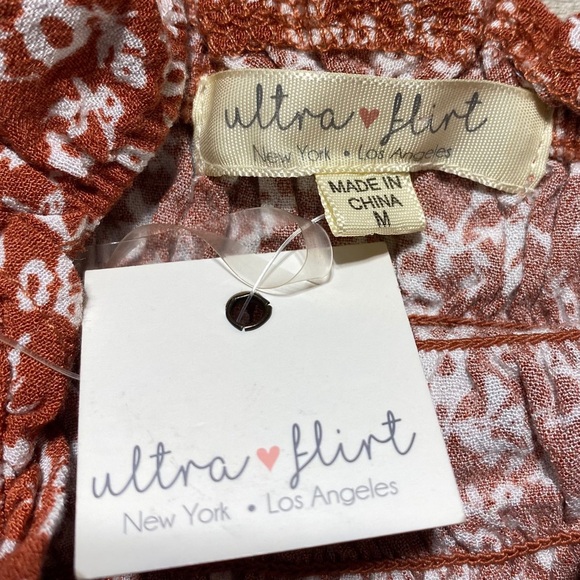 ultra ♥ flirt
New York • Los Angeles
MADE IN
CHINA
M
ultra ♥ flirt
New York • Los Angeles